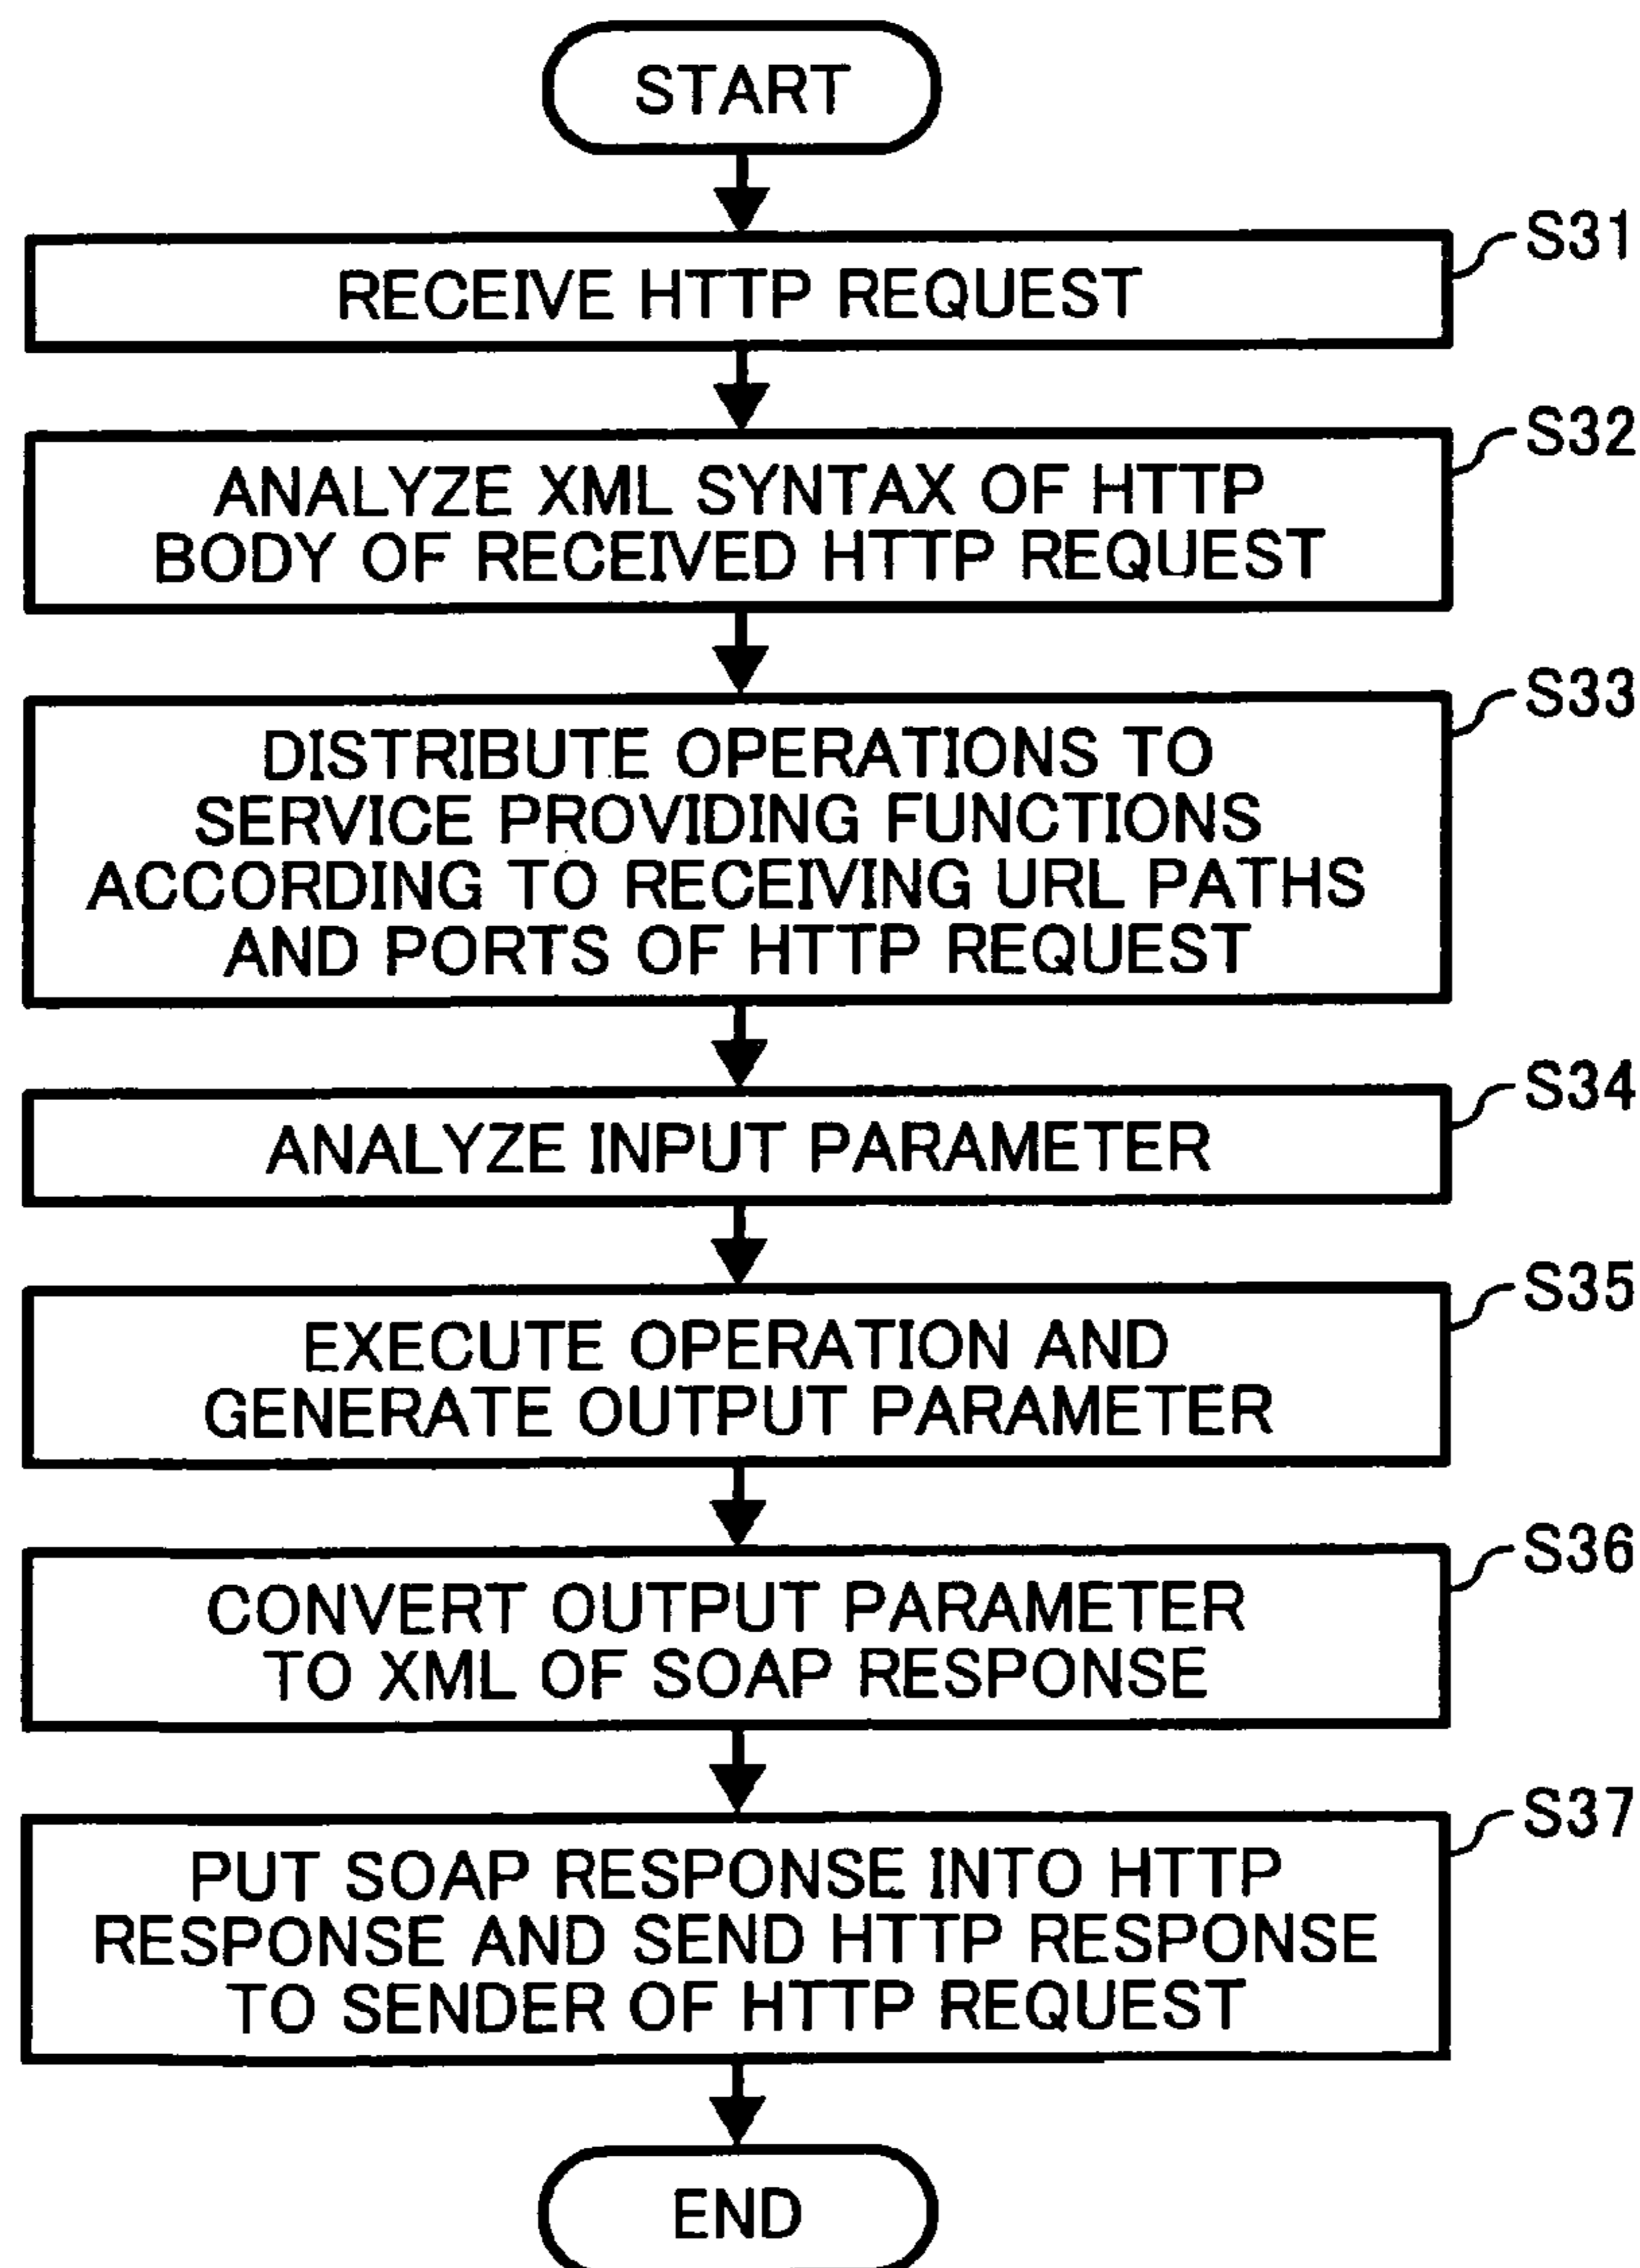 START
S31
RECEIVE HTTP REQUEST
S32
ANALYZE XML SYNTAX OF HTTP
BODY OF RECEIVED HTTP REQUEST
S33
DISTRIBUTE OPERATIONS TO
SERVICE PROVIDING FUNCTIONS
ACCORDING TO RECEIVING URL PATHS
AND PORTS OF HTTP REQUEST
S34
ANALYZE INPUT PARAMETER
S35
EXECUTE OPERATION AND
GENERATE OUTPUT PARAMETER
S36
CONVERT OUTPUT PARAMETER
TO XML OF SOAP RESPONSE
S37
PUT SOAP RESPONSE INTO HTTP
RESPONSE AND SEND HTTP RESPONSE
TO SENDER OF HTTP REQUEST
END